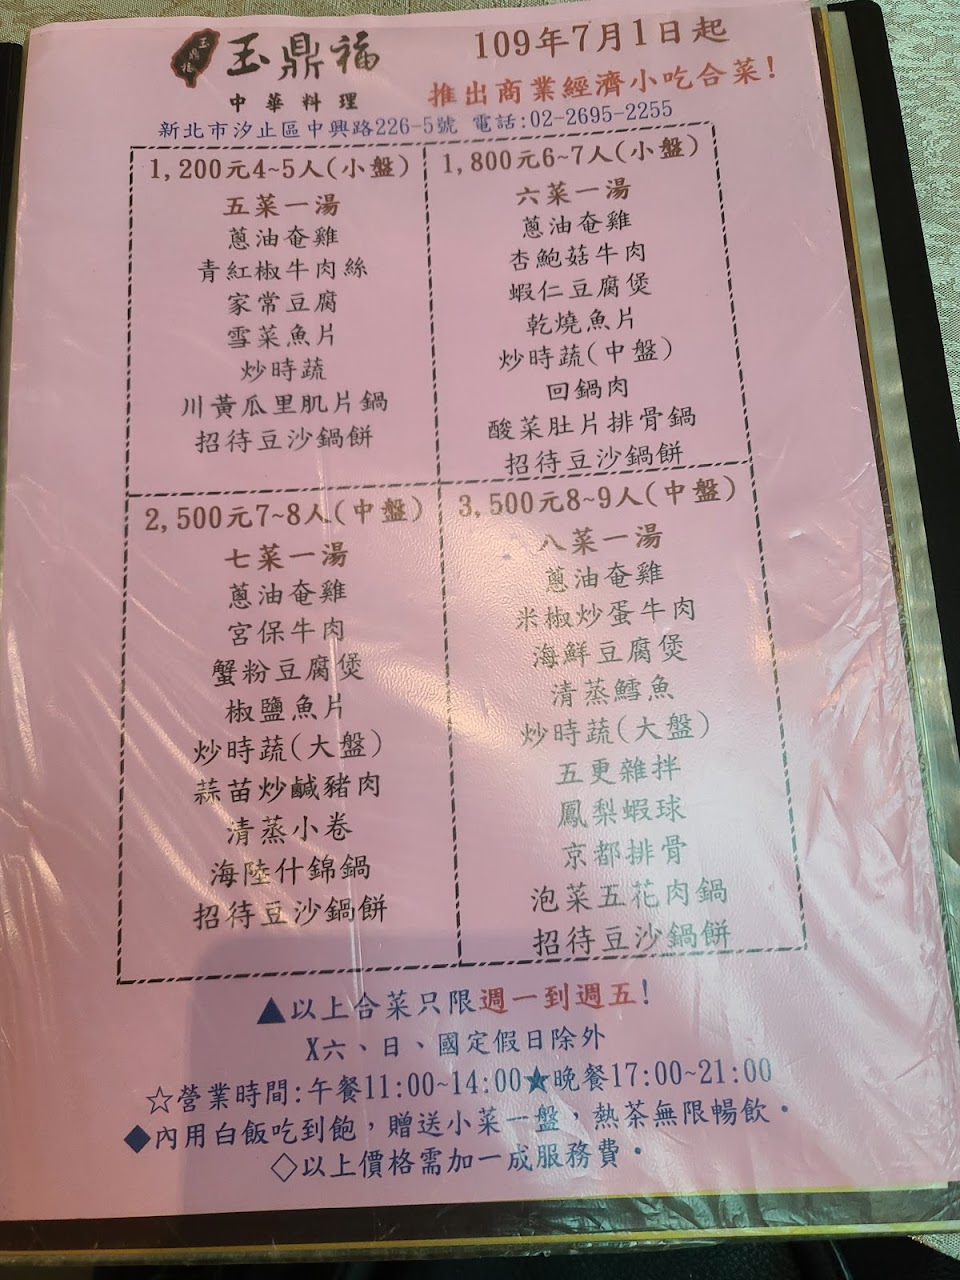 玉鼎福
玉鼎福
中華料理
109年7月1日起
推出商業經濟小吃合菜!
新北市汐止區中興路226-5號 電話:02-2695-2255
1,200元4~5人(小盤)
五菜一湯
蔥油奄雞
青紅椒牛肉絲
家常豆腐
雪菜魚片
炒時蔬
川黃瓜里肌片鍋
招待豆沙鍋餅
1,800元6~7人(小盤)
六菜一湯
蔥油奄雞
杏鮑菇牛肉
蝦仁豆腐煲
乾燒魚片
炒時蔬(中盤)
回鍋肉
酸菜肚片排骨鍋
招待豆沙鍋餅
2,500元7~8人(中盤)
七菜一湯
蔥油奄雞
宮保牛肉
蟹粉豆腐煲
椒鹽魚片
炒時蔬(大盤)
蒜苗炒鹹豬肉
清蒸小卷
海陸什錦鍋
招待豆沙鍋餅
3,500元8~9人(中盤)
八菜一湯
蔥油奄雞
米椒炒蛋牛肉
海鮮豆腐煲
清蒸鱈魚
炒時蔬(大盤)
五更雜拌
鳳梨蝦球
京都排骨
泡菜五花肉鍋
招待豆沙鍋餅
▲以上合菜只限週一到週五!
X六、日、國定假日除外
☆營業時間:午餐11:00~14:00★晚餐17:00~21:00
◆內用白飯吃到飽，贈送小菜一盤，熱茶無限暢飲。
◇以上價格需加一成服務費。